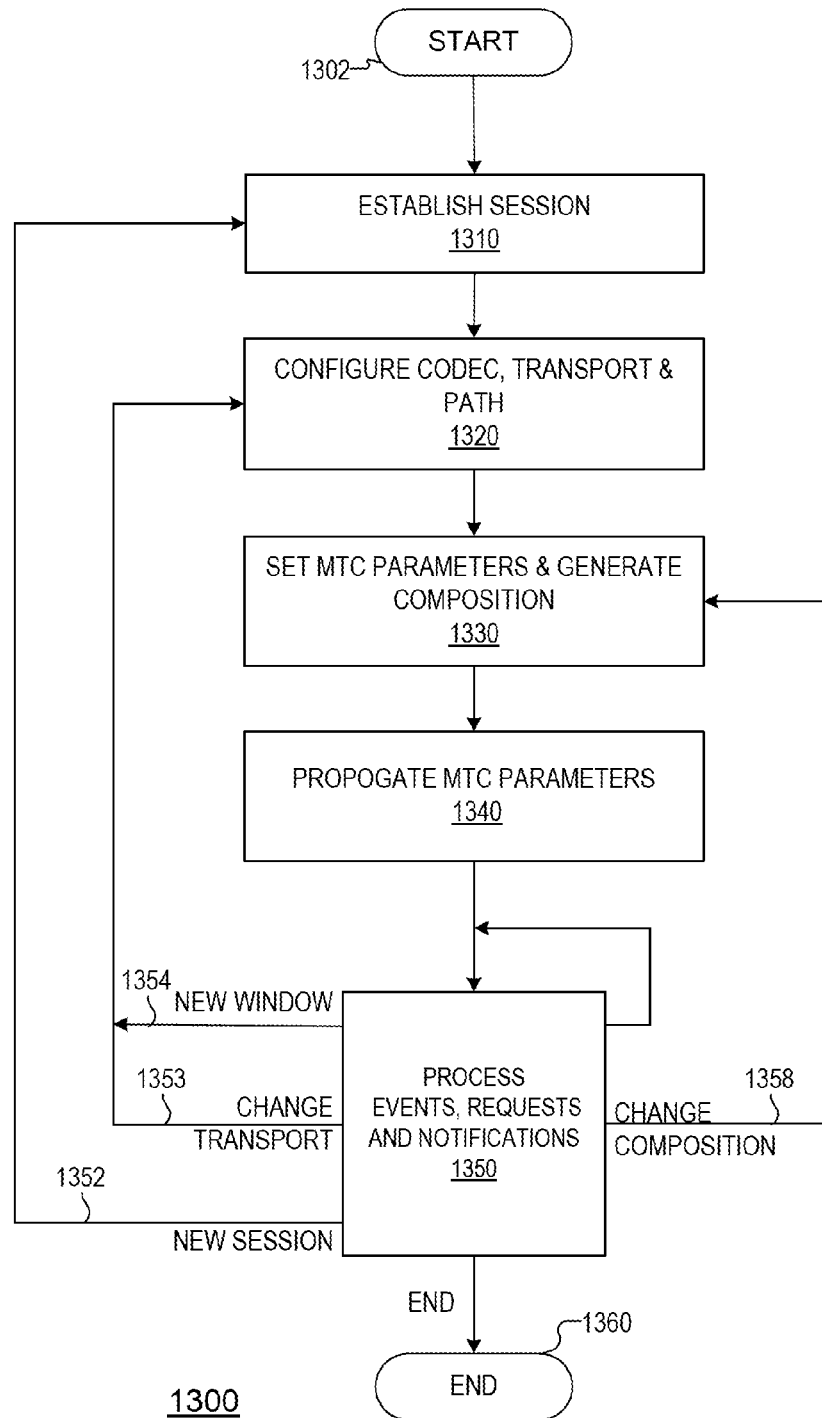 START
1302
ESTABLISH SESSION
1310
CONFIGURE CODEC, TRANSPORT &
PATH
1320
SET MTC PARAMETERS & GENERATE
COMPOSITION
1330
PROPOGATE MTC PARAMETERS
1340
1354
NEW WINDOW
1353
CHANGE
TRANSPORT
1352
NEW SESSION
PROCESS
EVENTS, REQUESTS
AND NOTIFICATIONS
1350
1358
CHANGE
COMPOSITION
END
1360
END
1300